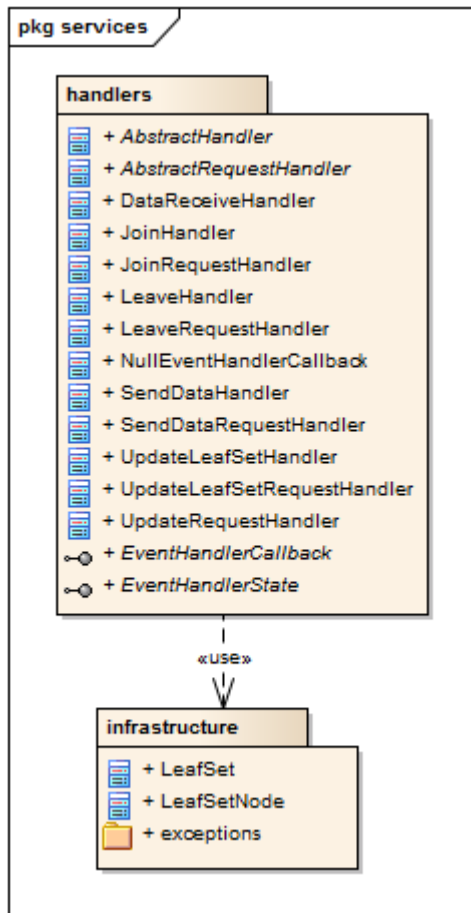 pkg services
handlers
+ AbstractHandler
+ AbstractRequestHandler
+ DataReceiveHandler
+ JoinHandler
+ JoinRequestHandler
+ LeaveHandler
+ LeaveRequestHandler
+ NullEventHandlerCallback
+ SendDataHandler
+ SendDataRequestHandler
+ UpdateLeafSetHandler
+ UpdateLeafSetRequestHandler
+ UpdateRequestHandler
+ EventHandlerCallback
+ EventHandlerState
«use»
infrastructure
+ LeafSet
+ LeafSetNode
+ exceptions